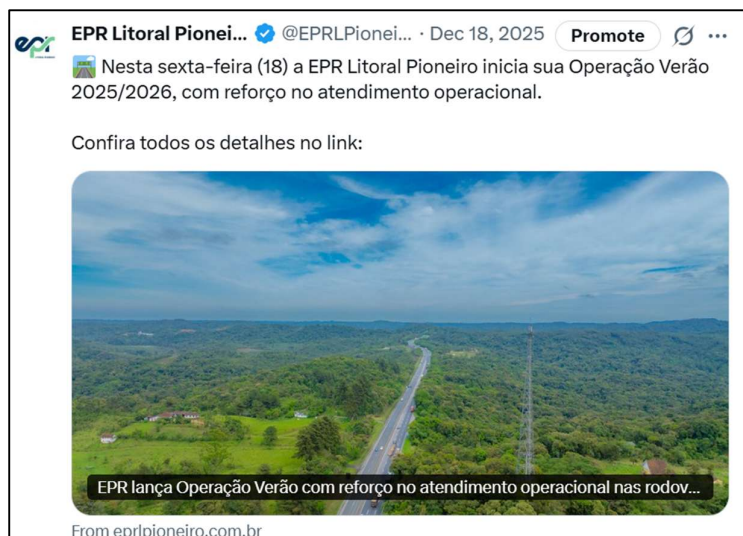 epr
EPR Litoral Pionei... @EPRLPionei... · Dec 18, 2025 Promote
Nesta sexta-feira (18) a EPR Litoral Pioneiro inicia sua Operação Verão
2025/2026, com reforço no atendimento operacional.
Confira todos os detalhes no link:
EPR lança Operação Verão com reforço no atendimento operacional nas rodov...
From eprlpioneiro.com.br